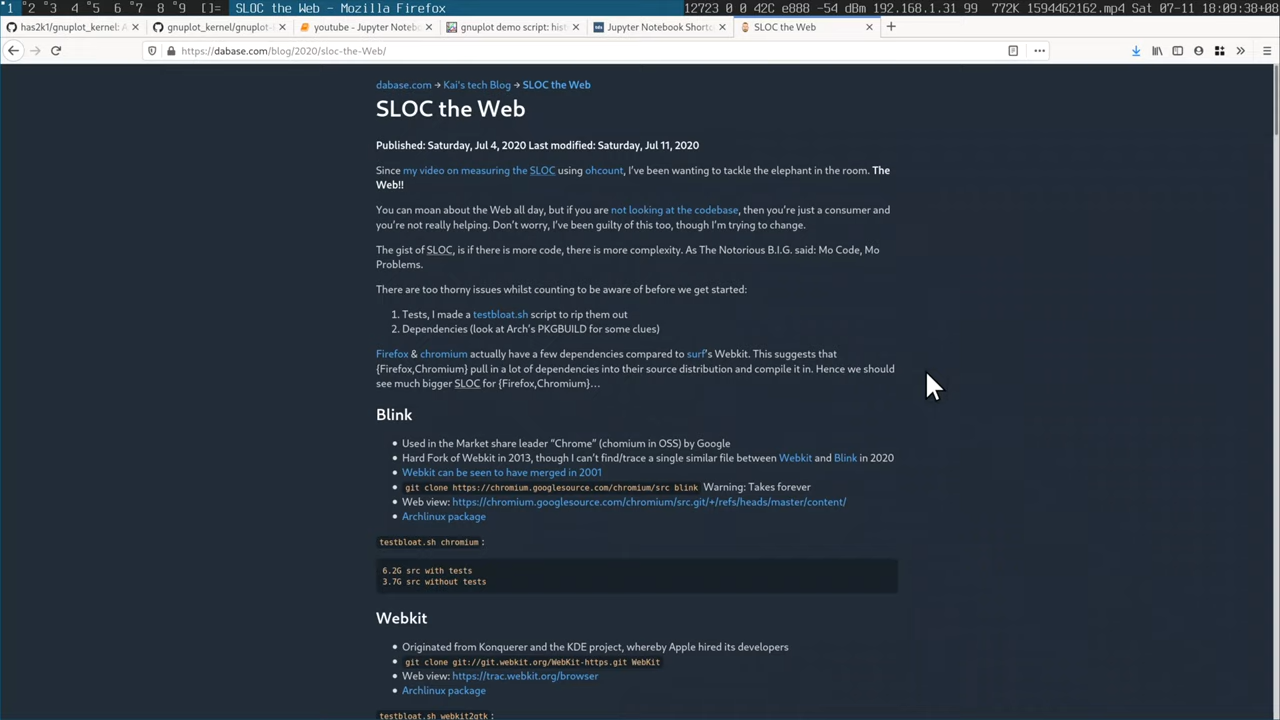 1 2 3 4 5 6 7 8 9 []= SLOC the Web - Mozilla Firefox 12723 0 0 42C e888 -54 dBm 192.168.1.31 99 772K 1594462162.mp4 Sat 07-11 18:09:38+08
has2k1/gnuplot_kernel: A × gnuplot_kernel/gnuplot- × youtube - Jupyter Noteb × gnuplot demo script: hist × Jupyter Notebook Shortc × SLOC the Web ×
https://dabase.com/blog/2020/sloc-the-Web/
dabase.com → Kai's tech Blog → SLOC the Web
SLOC the Web
Published: Saturday, Jul 4, 2020 Last modified: Saturday, Jul 11, 2020
Since my video on measuring the SLOC using ohcount, I've been wanting to tackle the elephant in the room. The
Web!!
You can moan about the Web all day, but if you are not looking at the codebase, then you're just a consumer and
you're not really helping. Don't worry, I've been guilty of this too, though I'm trying to change.
The gist of SLOC, is if there is more code, there is more complexity. As The Notorious B.I.G. said: Mo Code, Mo
Problems.
There are too thorny issues whilst counting to be aware of before we get started:
1. Tests, I made a testbloat.sh script to rip them out
2. Dependencies (look at Arch's PKGBUILD for some clues)
Firefox & chromium actually have a few dependencies compared to surf's Webkit. This suggests that
{Firefox,Chromium} pull in a lot of dependencies into their source distribution and compile it in. Hence we should
see much bigger SLOC for {Firefox,Chromium}…
Blink
• Used in the Market share leader "Chrome" (chomium in OSS) by Google
• Hard Fork of Webkit in 2013, though I can't find/trace a single similar file between Webkit and Blink in 2020
• Webkit can be seen to have merged in 2001
• git clone https://chromium.googlesource.com/chromium/src blink Warning: Takes forever
• Web view: https://chromium.googlesource.com/chromium/src.git/+/refs/heads/master/content/
• Archlinux package
testbloat.sh chromium:
6.2G src with tests
3.7G src without tests
Webkit
• Originated from Konquerer and the KDE project, whereby Apple hired its developers
• git clone git://git.webkit.org/WebKit-https.git WebKit
• Web view: https://trac.webkit.org/browser
• Archlinux package
testbloat.sh webkit2gtk: